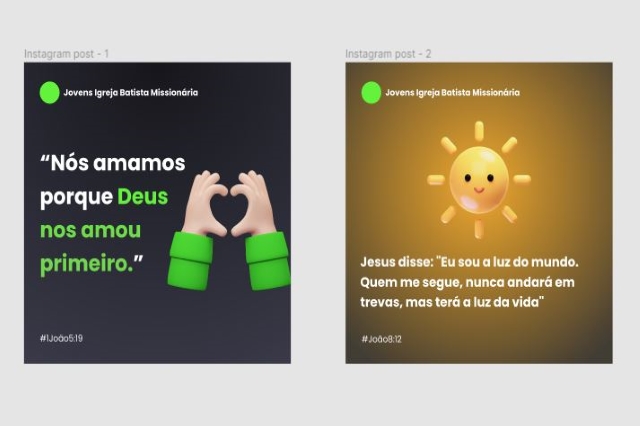 Instagram post - 1
Jovens Igreja Batista Missionária
“Nós amamos
porque Deus
nos amou
primeiro.”
#1João5:19
Instagram post - 2
Jovens Igreja Batista Missionária
Jesus disse: "Eu sou a luz do mundo.
Quem me segue, nunca andará em
trevas, mas terá a luz da vida"
#João8:12